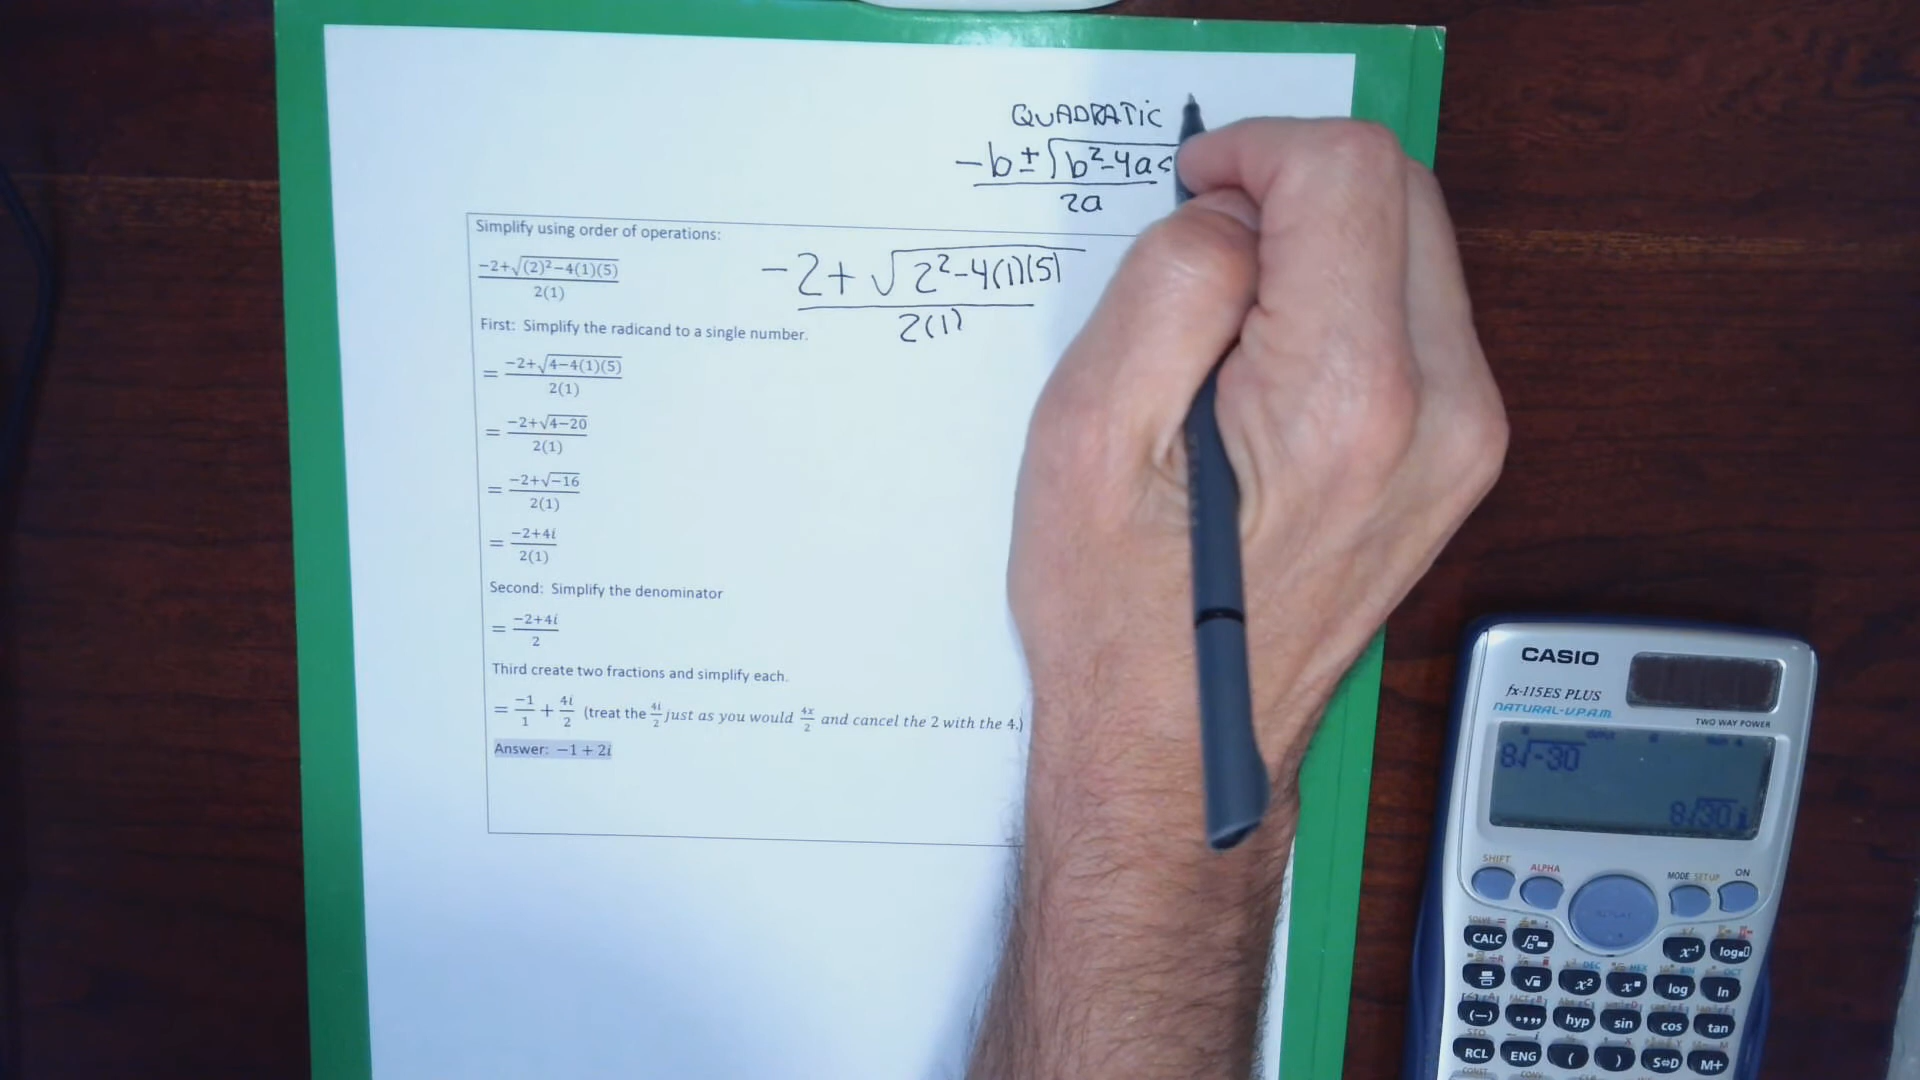 QUADRATIC
-b ± √b²-4ac
2a
Simplify using order of operations:
-2+√(2)²-4(1)(5)
2(1)
-2+ √2²-4(1)(5)
2(1)
First: Simplify the radicand to a single number.
= -2+√4-4(1)(5)
2(1)
= -2+√4-20
2(1)
= -2+√-16
2(1)
= -2+4i
2(1)
Second: Simplify the denominator
= -2+4i
2
Third create two fractions and simplify each.
= -1/1 + 4i/2 (treat the 4i/2 just as you would 4x/2 and cancel the 2 with the 4.)
Answer: -1 + 2i
CASIO
fx-115ES PLUS
NATURAL-V.P.A.M.
TWO WAY POWER
8√-30
8√30 i
SHIFT ALPHA MODE SETUP ON
CALC x⁻¹ log
√ x² x log ln
(-) hyp sin cos tan
RCL ENG ( ) S⇔D M+